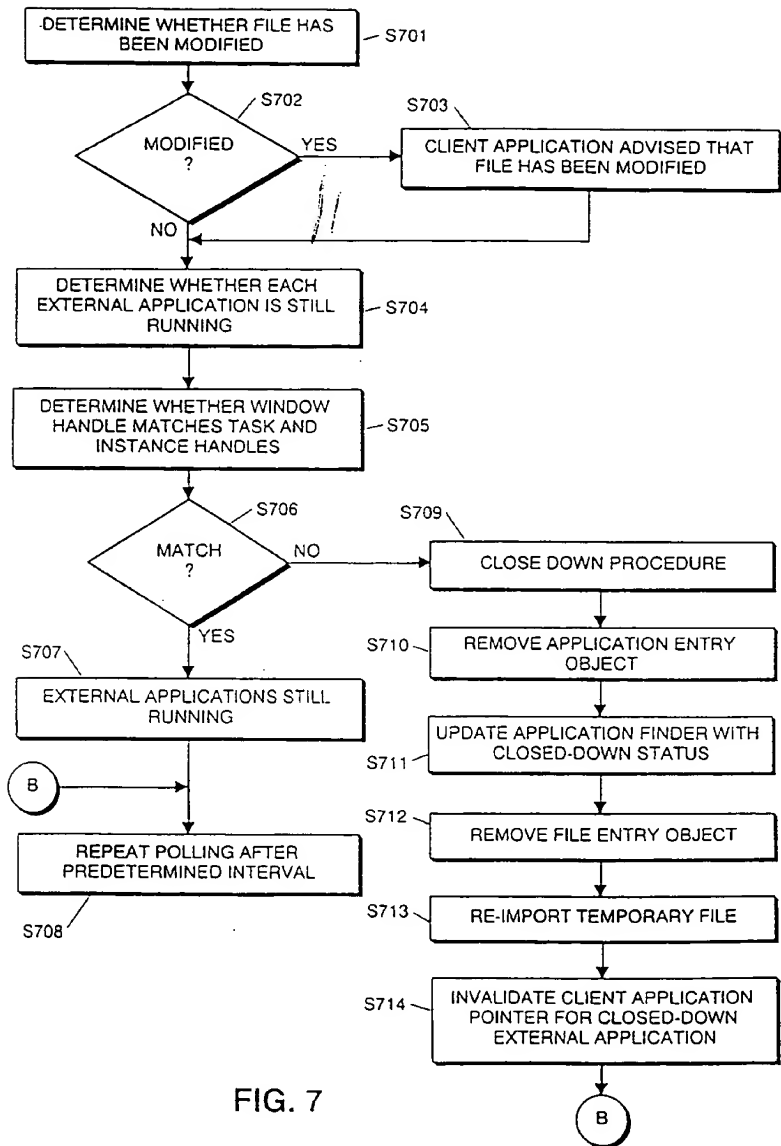 DETERMINE WHETHER FILE HAS
BEEN MODIFIED
S701
S702
MODIFIED
?
YES
NO
S703
CLIENT APPLICATION ADVISED THAT
FILE HAS BEEN MODIFIED
DETERMINE WHETHER EACH
EXTERNAL APPLICATION IS STILL
RUNNING
S704
DETERMINE WHETHER WINDOW
HANDLE MATCHES TASK AND
INSTANCE HANDLES
S705
S706
MATCH
?
NO
YES
S707
EXTERNAL APPLICATIONS STILL
RUNNING
B
REPEAT POLLING AFTER
PREDETERMINED INTERVAL
S708
S709
CLOSE DOWN PROCEDURE
S710
REMOVE APPLICATION ENTRY
OBJECT
UPDATE APPLICATION FINDER WITH
CLOSED-DOWN STATUS
S711
S712
REMOVE FILE ENTRY OBJECT
S713
RE-IMPORT TEMPORARY FILE
S714
INVALIDATE CLIENT APPLICATION
POINTER FOR CLOSED-DOWN
EXTERNAL APPLICATION
B
FIG. 7